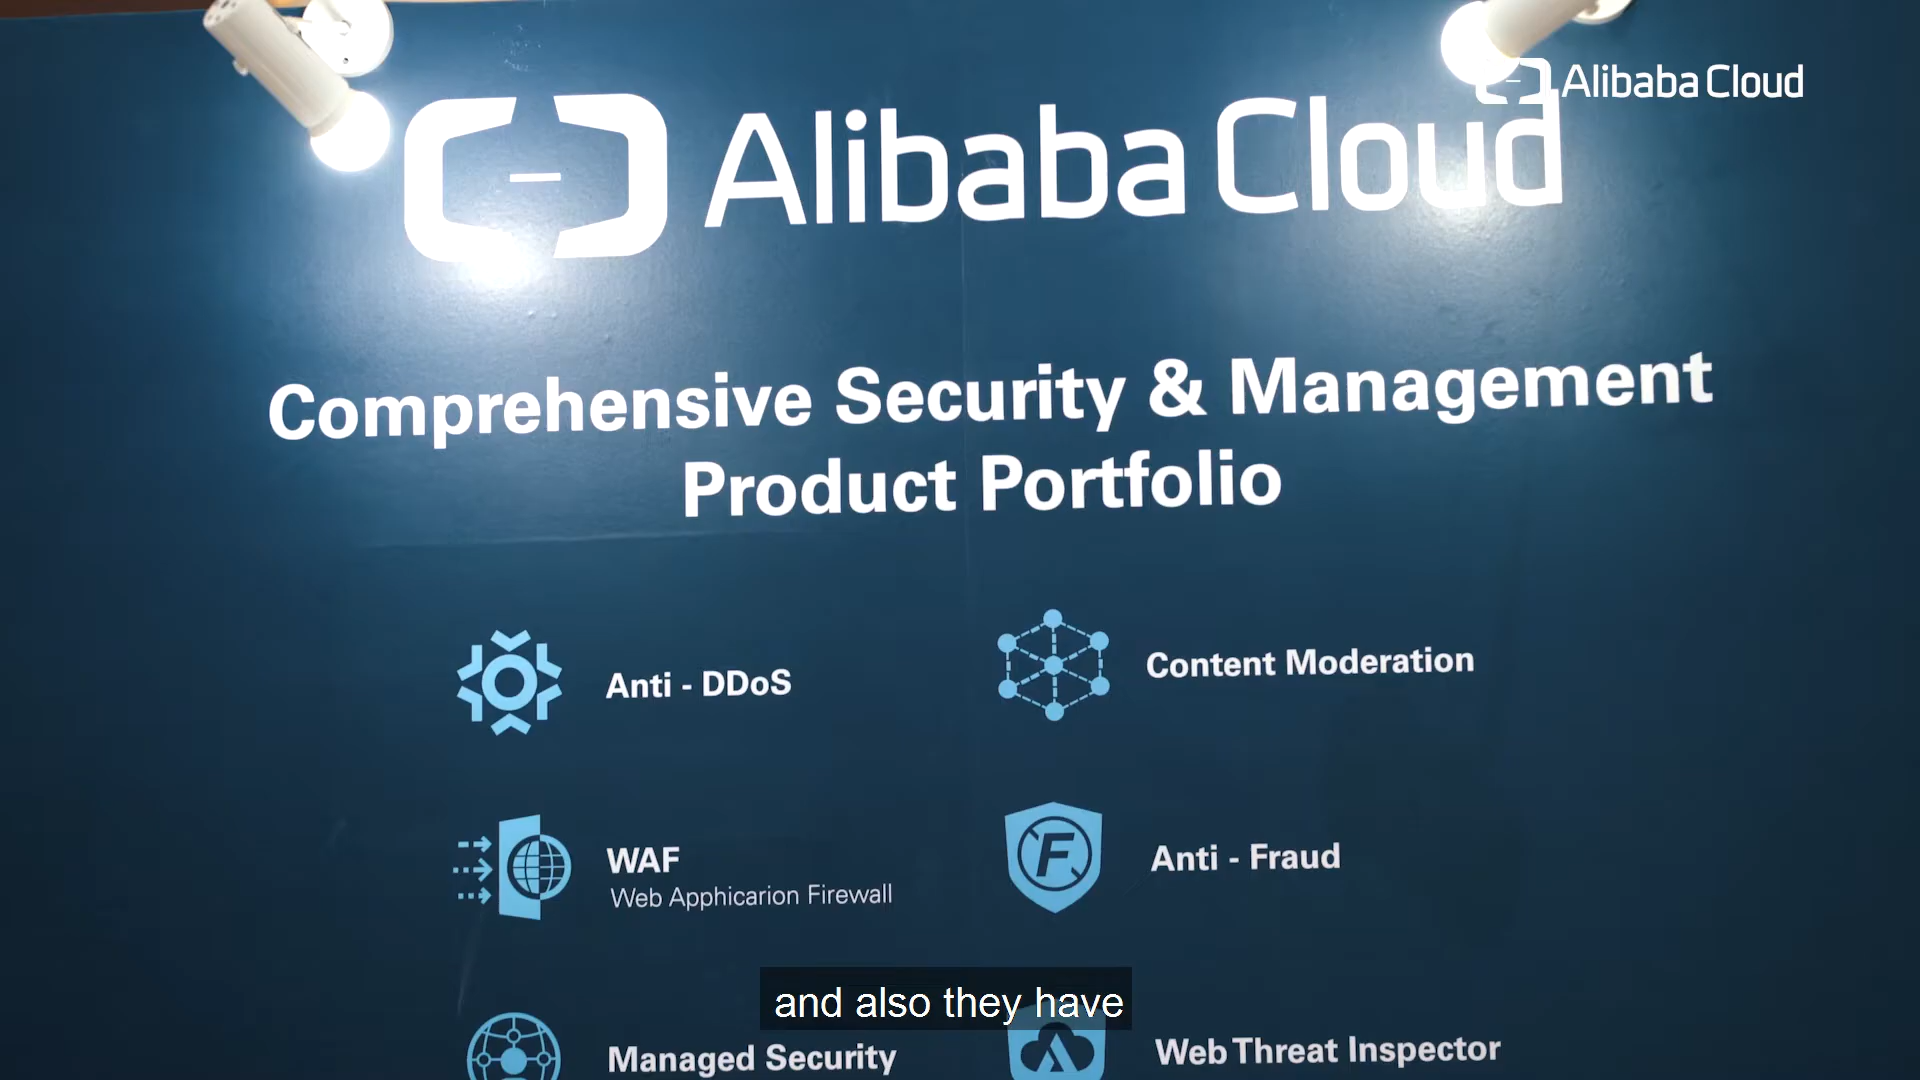 Alibaba Cloud
Alibaba Cloud
Comprehensive Security & Management
Product Portfolio
Anti - DDoS
Content Moderation
WAF
Web Apphicarion Firewall
Anti - Fraud
and also they have
Managed Security
Web Threat Inspector